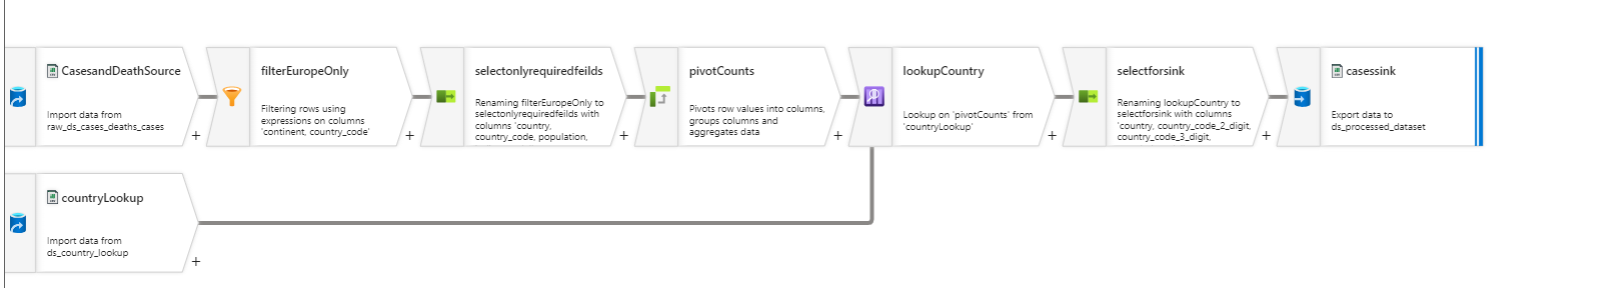 CasesandDeathSource
Import data from
raw_ds_cases_deaths_cases
+
filterEuropeOnly
Filtering rows using
expressions on columns
'continent, country_code'
+
selectonlyrequiredfeilds
Renaming filterEuropeOnly to
selectonlyrequiredfeilds with
columns 'country,
country_code, population,
+
pivotCounts
Pivots row values into columns,
groups columns and
aggregates data
+
lookupCountry
Lookup on 'pivotCounts' from
'countryLookup'
+
selectforsink
Renaming lookupCountry to
selectforsink with columns
'country, country_code_2_digit,
country_code_3_digit,
+
casessink
Export data to
ds_processed_dataset
countryLookup
Import data from
ds_country_lookup
+